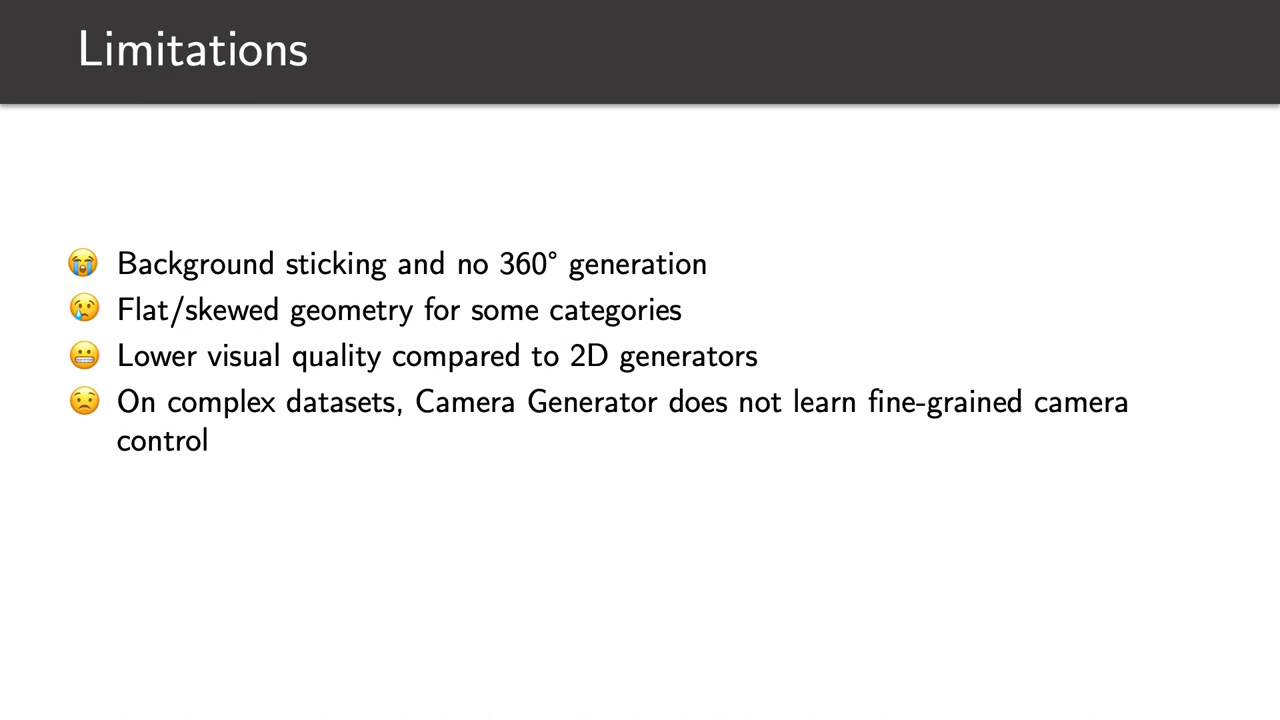 Limitations
😭 Background sticking and no 360° generation
😢 Flat/skewed geometry for some categories
😬 Lower visual quality compared to 2D generators
😟 On complex datasets, Camera Generator does not learn fine-grained camera
control